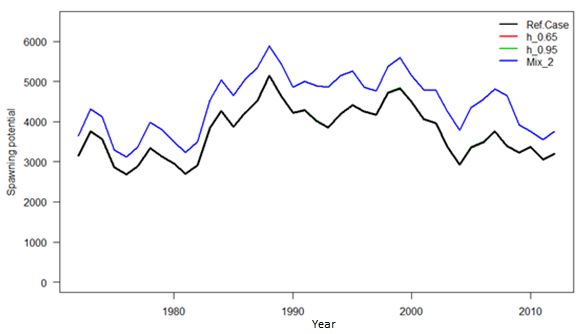 Ref.Case
h_0.65
h_0.95
Mix_2
Spawning potential
6000
5000
4000
3000
2000
1000
0
1980
1990
2000
2010
Year